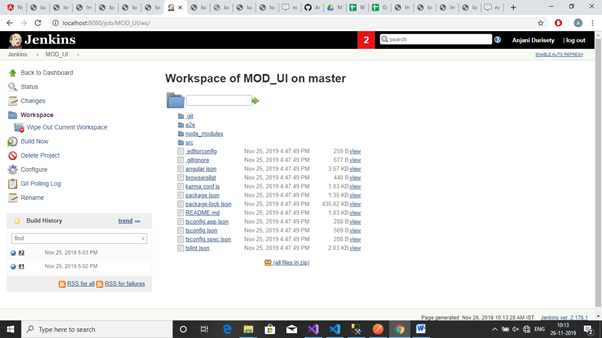 localhost:8080/job/MOD_UI/ws/
Jenkins
2
search
Anjani Durisety
| log out
Jenkins
MOD_UI
ENABLE AUTO REFRESH
Back to Dashboard
Status
Changes
Workspace
Wipe Out Current Workspace
Build Now
Delete Project
Configure
Git Polling Log
Rename
Build History
trend
find
x
#2 Nov 25, 2019 5:03 PM
#1 Nov 25, 2019 5:02 PM
RSS for all
RSS for failures
Workspace of MOD_UI on master
.git
e2e
node_modules
src
.editorconfig Nov 25, 2019 4:47:49 PM 259 B view
.gitignore Nov 25, 2019 4:47:49 PM 677 B view
angular.json Nov 25, 2019 4:47:49 PM 3.67 KB view
browserslist Nov 25, 2019 4:47:49 PM 440 B view
karma.conf.js Nov 25, 2019 4:47:49 PM 1.03 KB view
package.json Nov 25, 2019 4:47:49 PM 1.35 KB view
package-lock.json Nov 25, 2019 4:47:49 PM 435.02 KB view
README.md Nov 25, 2019 4:47:49 PM 1.03 KB view
tsconfig.app.json Nov 25, 2019 4:47:49 PM 288 B view
tsconfig.json Nov 25, 2019 4:47:49 PM 569 B view
tsconfig.spec.json Nov 25, 2019 4:47:49 PM 288 B view
tslint.json Nov 25, 2019 4:47:49 PM 2.03 KB view
(all files in zip)
Page generated: Nov 26, 2019 10:13:28 AM IST
Jenkins ver. 2.176.1
Type here to search
ENG
10:13
26-11-2019